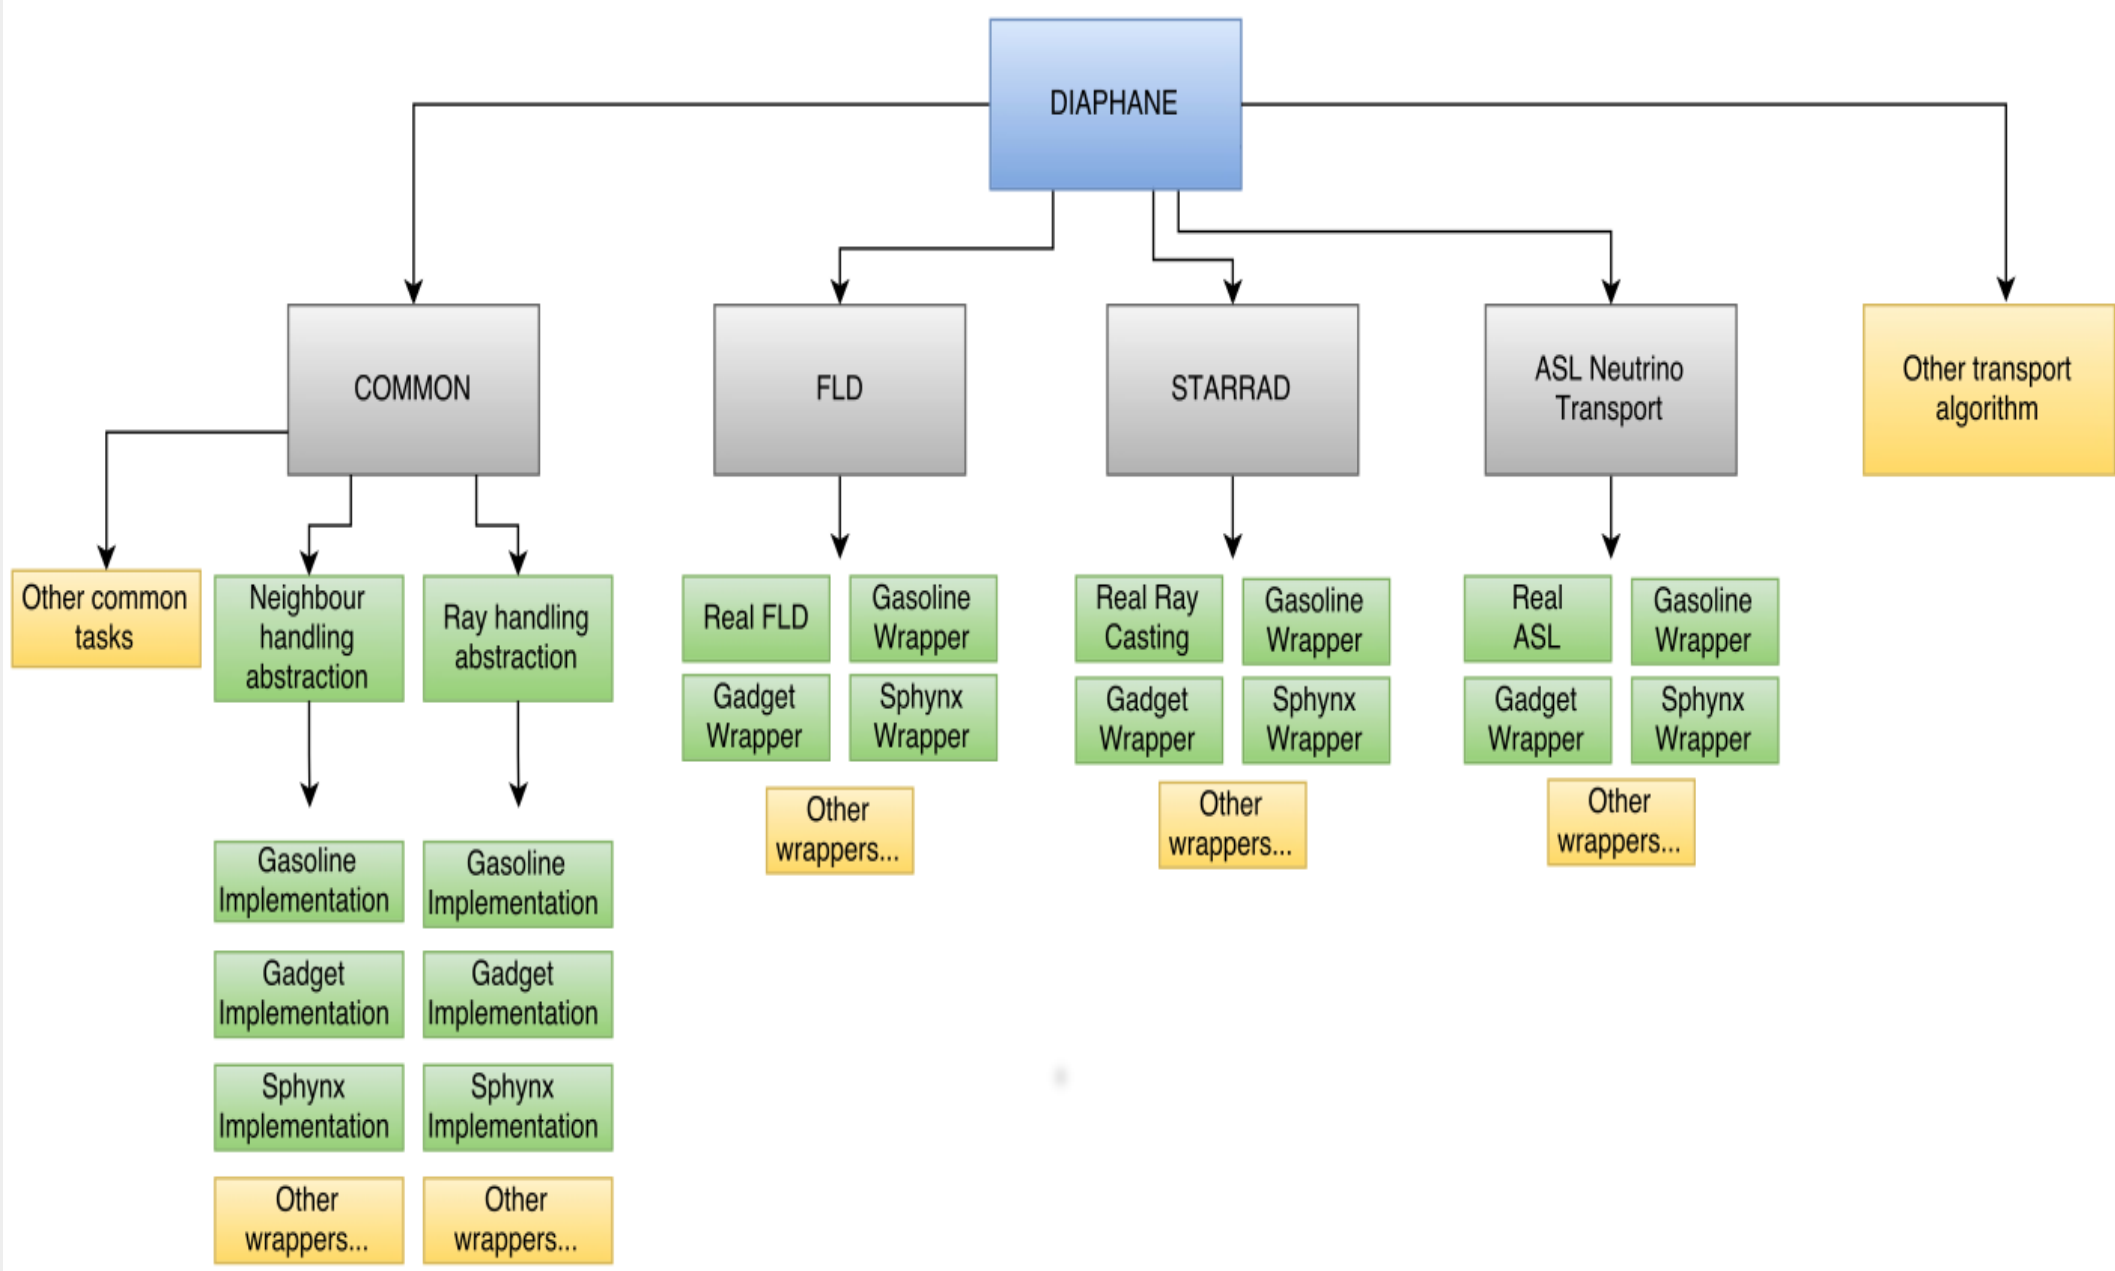 DIAPHANE
COMMON
FLD
STARRAD
ASL Neutrino
Transport
Other transport
algorithm
Other common
tasks
Neighbour
handling
abstraction
Ray handling
abstraction
Gasoline
Implementation
Gadget
Implementation
Sphynx
Implementation
Other
wrappers...
Gasoline
Implementation
Gadget
Implementation
Sphynx
Implementation
Other
wrappers...
Real FLD
Gasoline
Wrapper
Gadget
Wrapper
Sphynx
Wrapper
Other
wrappers...
Real Ray
Casting
Gasoline
Wrapper
Gadget
Wrapper
Sphynx
Wrapper
Other
wrappers...
Real
ASL
Gasoline
Wrapper
Gadget
Wrapper
Sphynx
Wrapper
Other
wrappers...